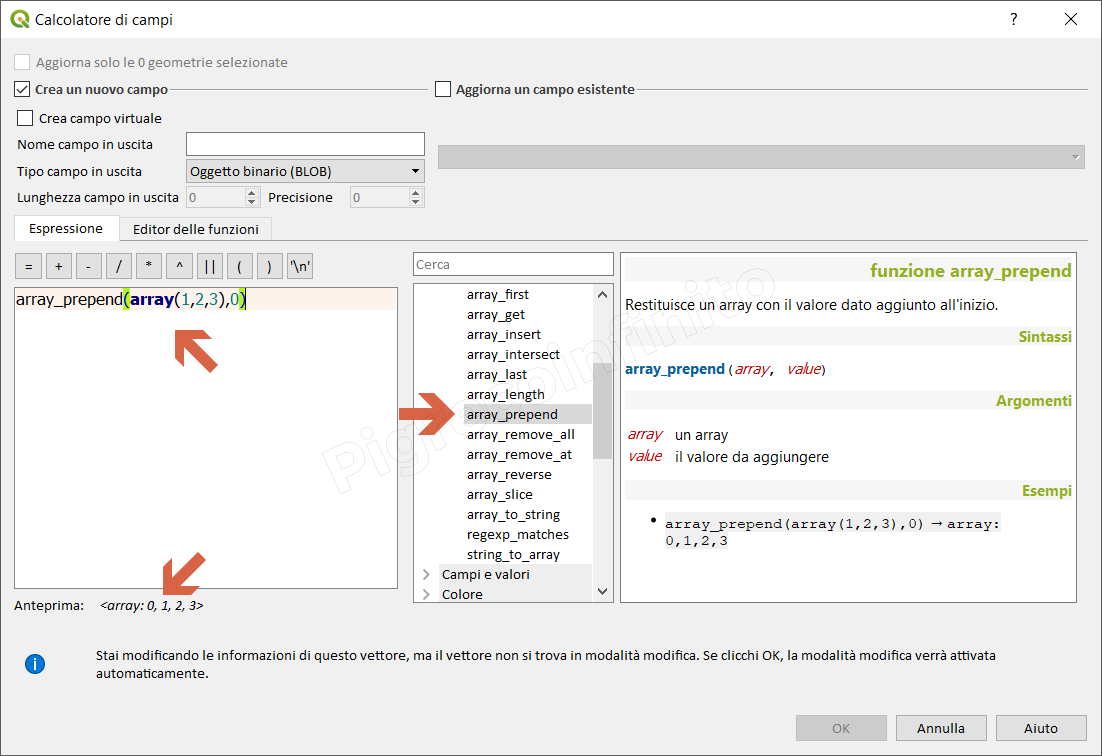 Calcolatore di campi
?
Aggiorna solo le 0 geometrie selezionate
Crea un nuovo campo
Aggiorna un campo esistente
Crea campo virtuale
Nome campo in uscita
Tipo campo in uscita Oggetto binario (BLOB)
Lunghezza campo in uscita 0 Precisione 0
Espressione Editor delle funzioni
= + - / * ^ || ( ) '\n'
array_prepend(array(1,2,3),0)
Anteprima: <array: 0, 1, 2, 3>
Cerca
array_first
array_get
array_insert
array_intersect
array_last
array_length
array_prepend
array_remove_all
array_remove_at
array_reverse
array_slice
array_to_string
regexp_matches
string_to_array
Campi e valori
Colore
funzione array_prepend
Restituisce un array con il valore dato aggiunto all'inizio.
Sintassi
array_prepend(array, value)
Argomenti
array un array
value il valore da aggiungere
Esempi
array_prepend(array(1,2,3),0) → array:
0,1,2,3
Pigrecoinfinito
Stai modificando le informazioni di questo vettore, ma il vettore non si trova in modalità modifica. Se clicchi OK, la modalità modifica verrà attivata
automaticamente.
OK Annulla Aiuto